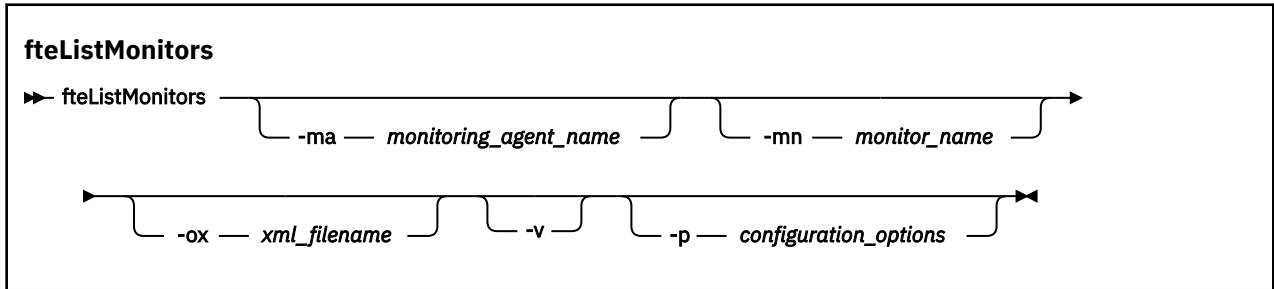 fteListMonitors
fteListMonitors
-ma monitoring_agent_name -mn monitor_name
-ox xml_filename -v -p configuration_options